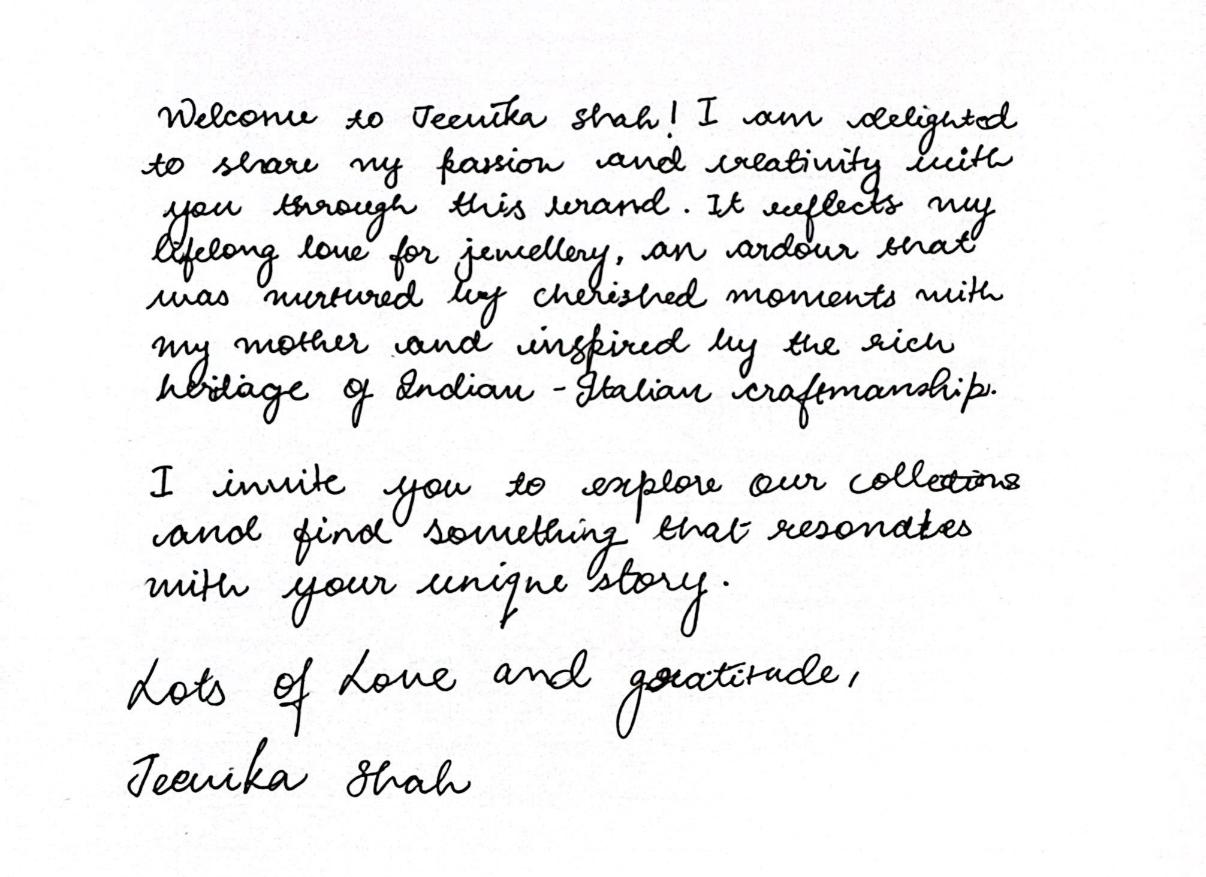 Welcome to Jeenika Shah! I am delighted
to share my passion and creativity with
you through this brand. It reflects my
lifelong love for jewellery, an ardour that
was nurtured by cherished moments with
my mother and inspired by the rich
heritage of Indian - Italian craftmanship.
I invite you to explore our collections
and find something that resonates
with your unique story.
Lots of Love and gratitude,
Jeenika Shah